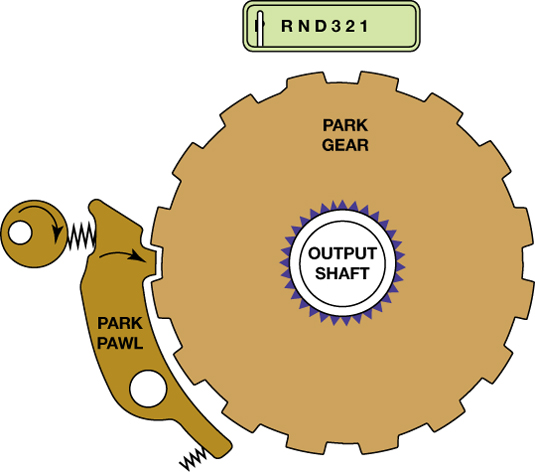 P RND321
PARK
GEAR
OUTPUT
SHAFT
PARK
PAWL